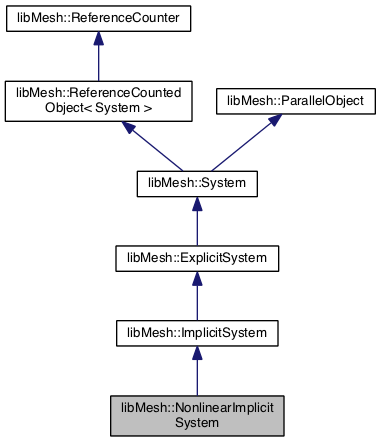 libMesh::ReferenceCounter
libMesh::ReferenceCounted
Object< System >
libMesh::ParallelObject
libMesh::System
libMesh::ExplicitSystem
libMesh::ImplicitSystem
libMesh::NonlinearImplicit
System